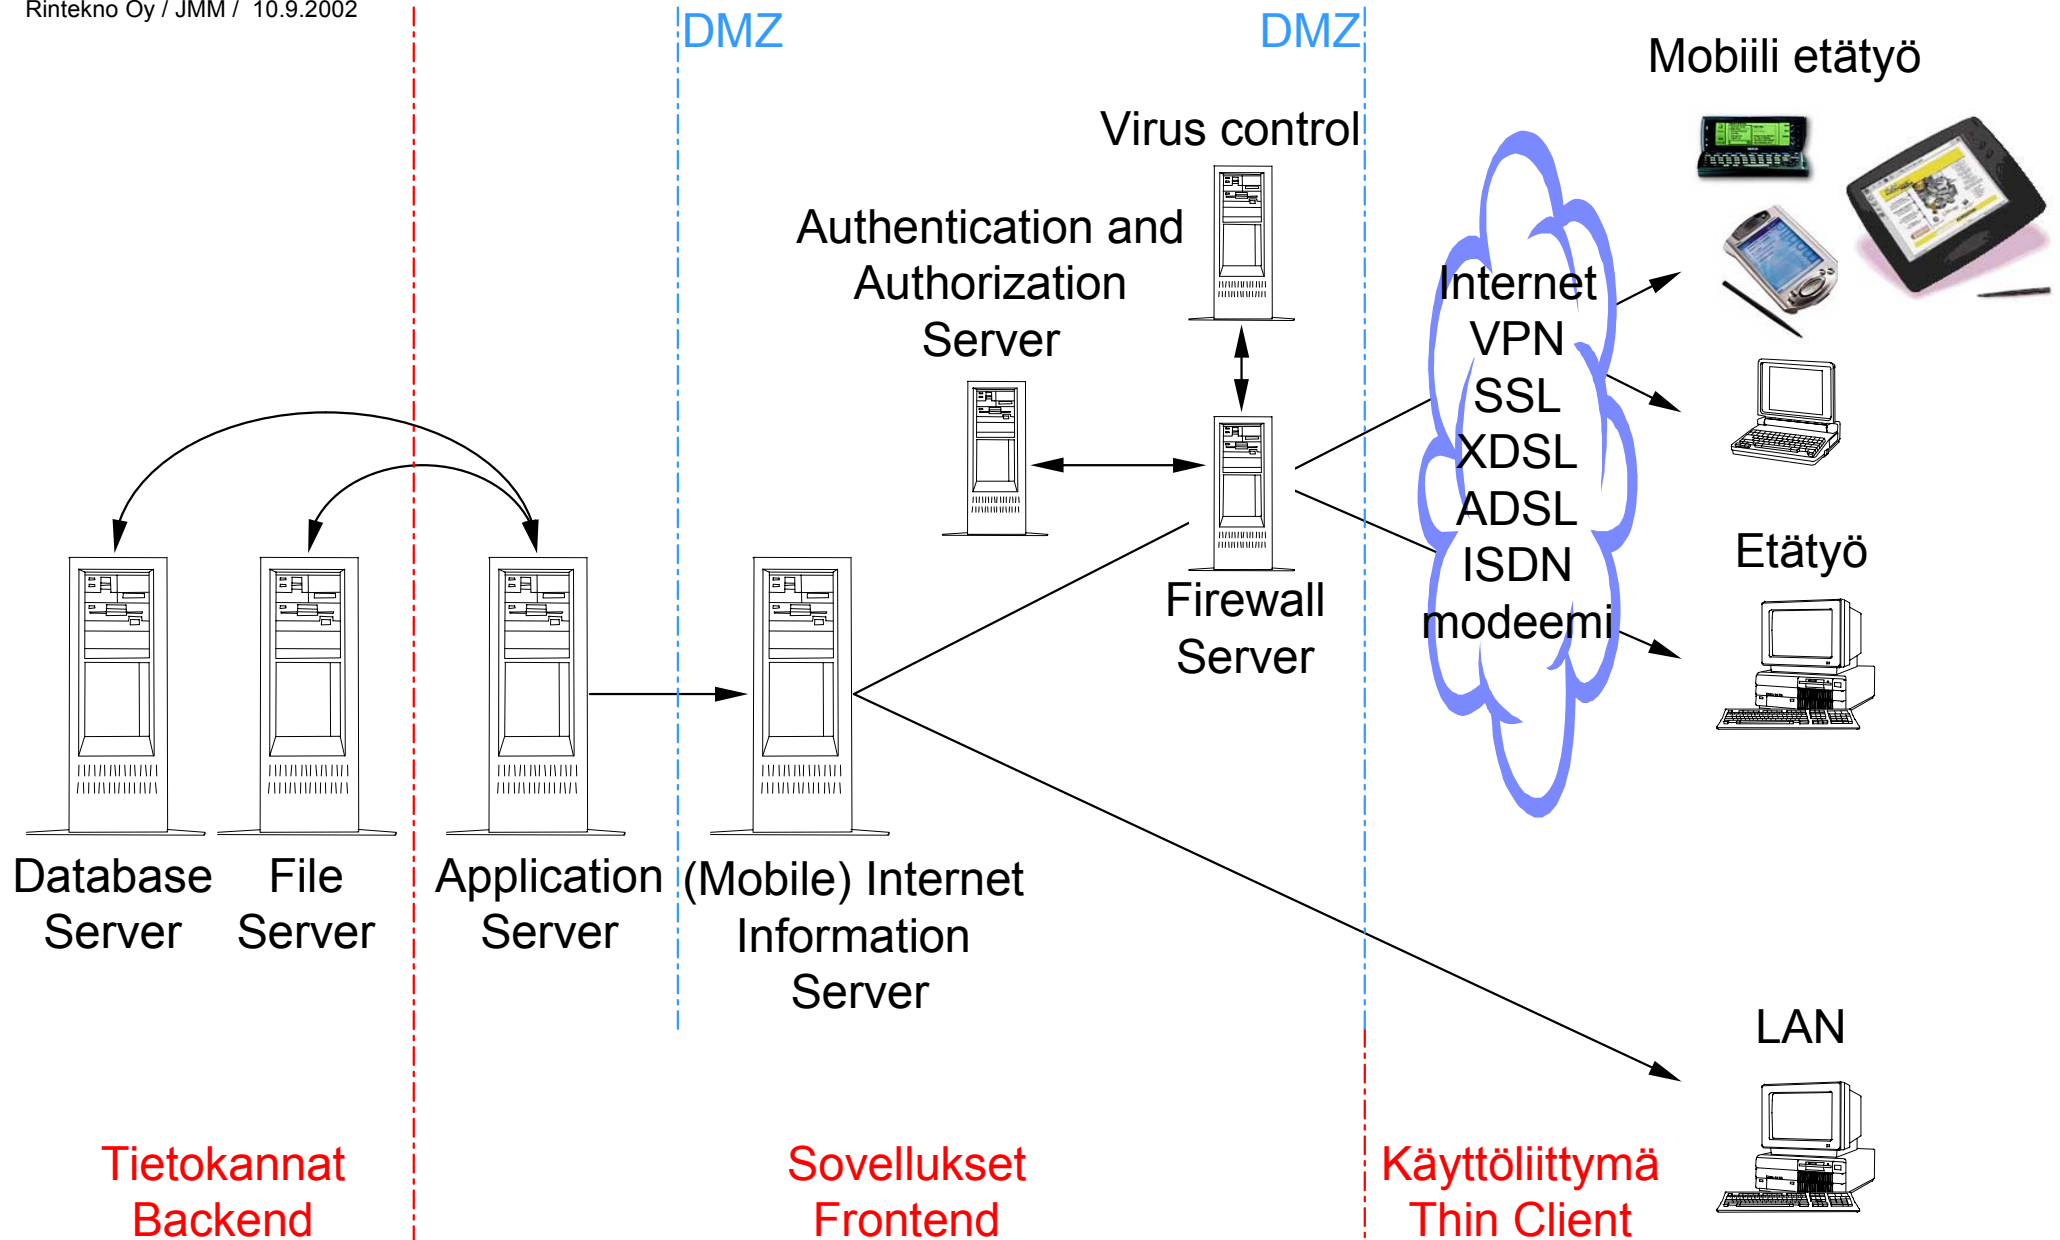 Rintekno Oy / JMM / 10.9.2002
DMZ
DMZ
Mobiili etätyö
Virus control
Authentication and
Authorization
Server
Internet
VPN
SSL
XDSL
ADSL
ISDN
modeemi
Etätyö
Firewall
Server
Database
Server
File
Server
Application
Server
(Mobile) Internet
Information
Server
LAN
Tietokannat
Backend
Sovellukset
Frontend
Käyttöliittymä
Thin Client